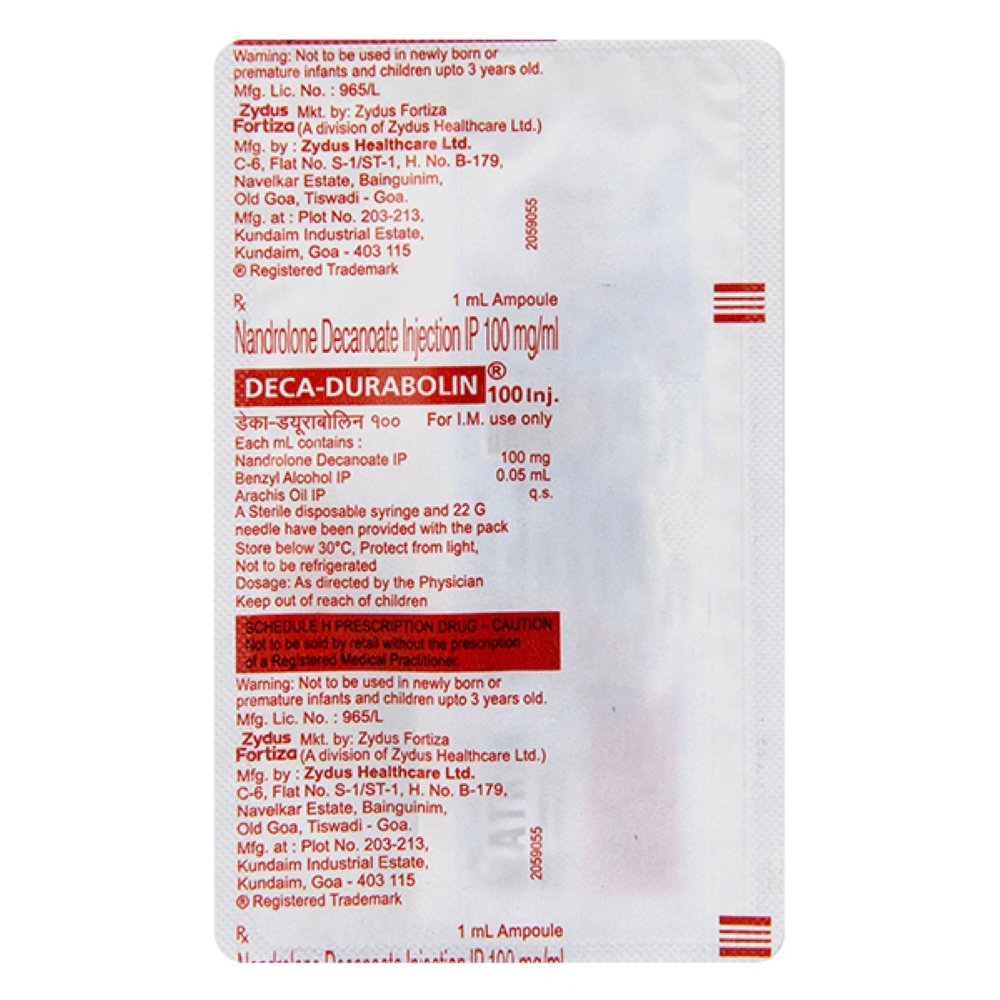 Warning: Not to be used in newly born or
premature infants and children upto 3 years old.
Mfg. Lic. No. : 965/L
Zydus Mkt. by: Zydus Fortiza
Fortiza (A division of Zydus Healthcare Ltd.)
Mfg. by : Zydus Healthcare Ltd.
C-6, Flat No. S-1/ST-1, H. No. B-179,
Navelkar Estate, Bainguinim,
Old Goa, Tiswadi - Goa.
Mfg. at : Plot No. 203-213,
Kundaim Industrial Estate,
Kundaim, Goa - 403 115
® Registered Trademark
2059055
Rx 1 mL Ampoule
Nandrolone Decanoate Injection IP 100 mg/ml
DECA-DURABOLIN® 100 Inj.
डेका-डयूराबोलिन १०० For I.M. use only
Each mL contains :
Nandrolone Decanoate IP 100 mg
Benzyl Alcohol IP 0.05 mL
Arachis Oil IP q.s.
A Sterile disposable syringe and 22 G
needle have been provided with the pack
Store below 30°C, Protect from light,
Not to be refrigerated
Dosage: As directed by the Physician
Keep out of reach of children
SCHEDULE H PRESCRIPTION DRUG - CAUTION
Not to be sold by retail without the prescription
of a Registered Medical Practitioner.
Warning: Not to be used in newly born or
premature infants and children upto 3 years old.
Mfg. Lic. No. : 965/L
Zydus Mkt. by: Zydus Fortiza
Fortiza (A division of Zydus Healthcare Ltd.)
Mfg. by : Zydus Healthcare Ltd.
C-6, Flat No. S-1/ST-1, H. No. B-179,
Navelkar Estate, Bainguinim,
Old Goa, Tiswadi - Goa.
Mfg. at : Plot No. 203-213,
Kundaim Industrial Estate,
Kundaim, Goa - 403 115
® Registered Trademark
2059055
Rx 1 mL Ampoule
Nandrolone Decanoate Injection IP 100 mg/ml